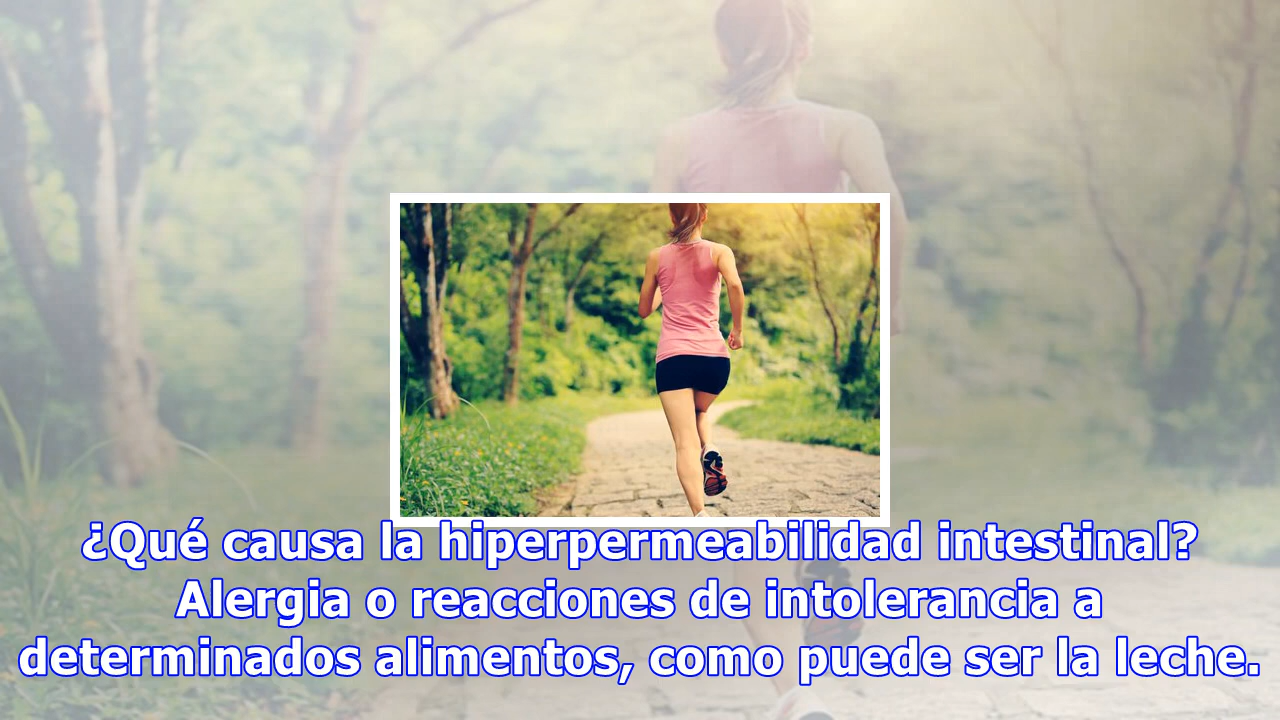 ¿Qué causa la hiperpermeabilidad intestinal?
Alergia o reacciones de intolerancia a
determinados alimentos, como puede ser la leche.